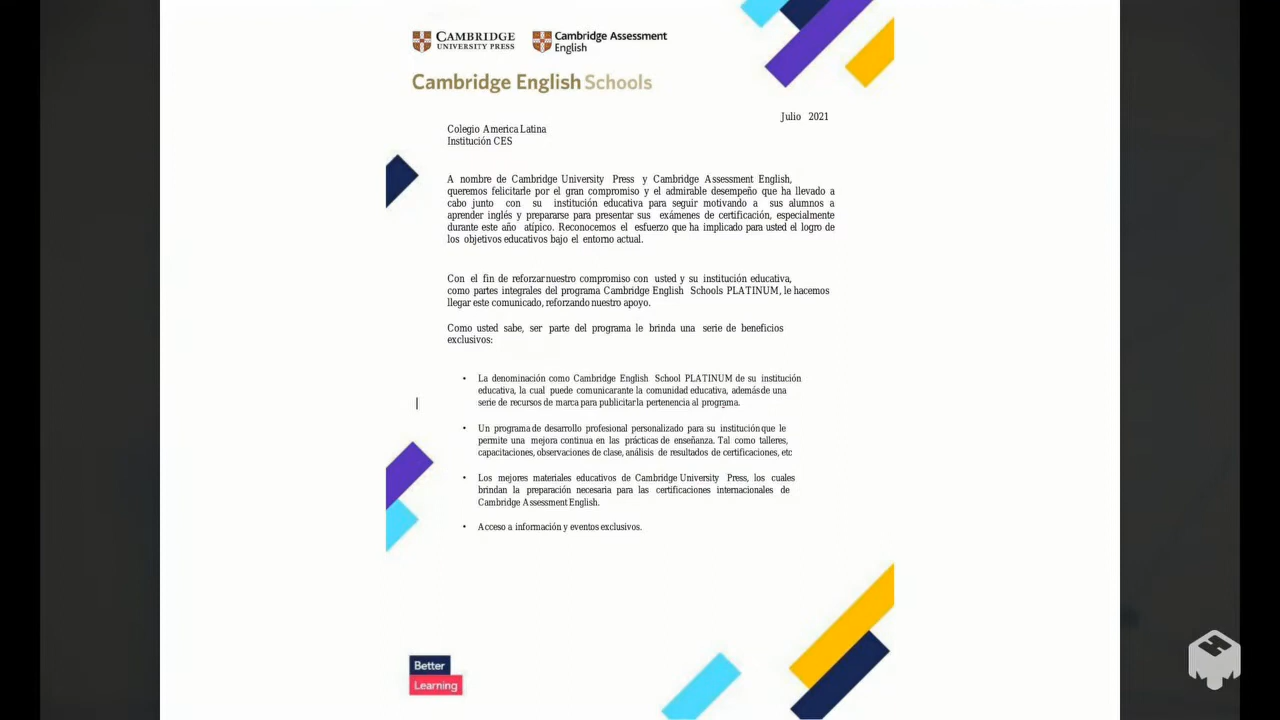 CAMBRIDGE
UNIVERSITY PRESS
Cambridge Assessment
English
Cambridge English Schools
Julio 2021
Colegio America Latina
Institución CES
A nombre de Cambridge University Press y Cambridge Assessment English,
queremos felicitarle por el gran compromiso y el admirable desempeño que ha llevado a
cabo junto con su institución educativa para seguir motivando a sus alumnos a
aprender inglés y prepararse para presentar sus exámenes de certificación, especialmente
durante este año atípico. Reconocemos el esfuerzo que ha implicado para usted el logro de
los objetivos educativos bajo el entorno actual.
Con el fin de reforzar nuestro compromiso con usted y su institución educativa,
como partes integrales del programa Cambridge English Schools PLATINUM, le hacemos
llegar este comunicado, reforzando nuestro apoyo.
Como usted sabe, ser parte del programa le brinda una serie de beneficios
exclusivos:
• La denominación como Cambridge English School PLATINUM de su institución
educativa, la cual puede comunicar ante la comunidad educativa, además de una
serie de recursos de marca para publicitar la pertenencia al programa.
• Un programa de desarrollo profesional personalizado para su institución que le
permite una mejora continua en las prácticas de enseñanza. Tal como talleres,
capacitaciones, observaciones de clase, análisis de resultados de certificaciones, etc
• Los mejores materiales educativos de Cambridge University Press, los cuales
brindan la preparación necesaria para las certificaciones internacionales de
Cambridge Assessment English.
• Acceso a información y eventos exclusivos.
Better
Learning